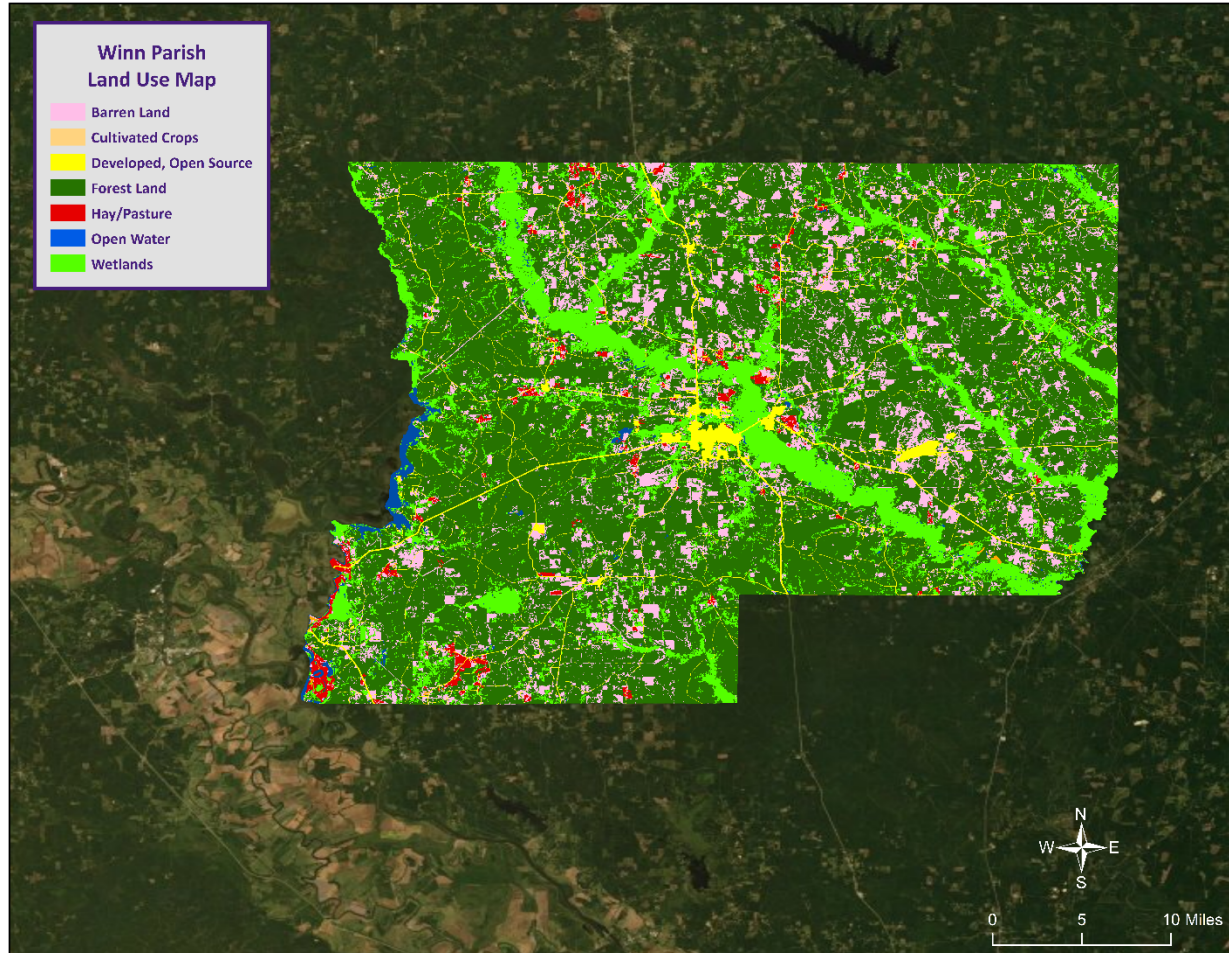 Winn Parish
Land Use Map
Barren Land
Cultivated Crops
Developed, Open Source
Forest Land
Hay/Pasture
Open Water
Wetlands
N
W E
S
0 5 10 Miles